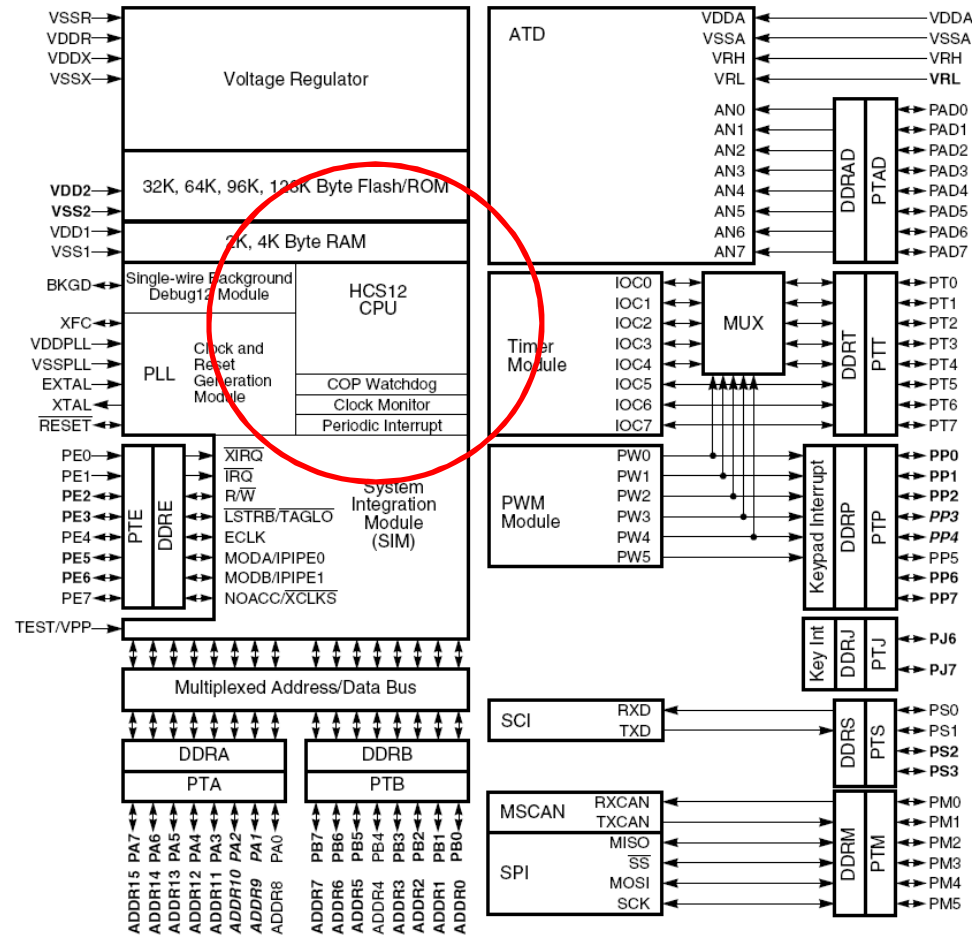 VSSR
VDDR
VDDX
VSSX
Voltage Regulator
32K, 64K, 96K, 128K Byte Flash/ROM
VDD2
VSS2
VDD1
VSS1
2K, 4K Byte RAM
BKGD
Single-wire Background
Debug12 Module
HCS12
CPU
XFC
VDDPLL
VSSPLL
EXTAL
XTAL
RESET
PLL
Clock and
Reset
Generation
Module
COP Watchdog
Clock Monitor
Periodic Interrupt
PE0
PE1
PE2
PE3
PE4
PE5
PE6
PE7
PTE
DDRE
XIRQ
IRQ
R/W
LSTRB/TAGLO
ECLK
MODA/IPIPE0
MODB/IPIPE1
NOACC/XCLKS
System
Integration
Module
(SIM)
TEST/VPP
Multiplexed Address/Data Bus
DDRA
PTA
DDRB
PTB
PA7
PA6
PA5
PA4
PA3
PA2
PA1
PA0
PB7
PB6
PB5
PB4
PB3
PB2
PB1
PB0
ADDR15
ADDR14
ADDR13
ADDR12
ADDR11
ADDR10
ADDR9
ADDR8
ADDR7
ADDR6
ADDR5
ADDR4
ADDR3
ADDR2
ADDR1
ADDR0
ATD
VDDA
VSSA
VRH
VRL
VDDA
VSSA
VRH
VRL
AN0
AN1
AN2
AN3
AN4
AN5
AN6
AN7
DDRAD
PTAD
PAD0
PAD1
PAD2
PAD3
PAD4
PAD5
PAD6
PAD7
Timer
Module
IOC0
IOC1
IOC2
IOC3
IOC4
IOC5
IOC6
IOC7
MUX
DDRT
PTT
PT0
PT1
PT2
PT3
PT4
PT5
PT6
PT7
PWM
Module
PW0
PW1
PW2
PW3
PW4
PW5
Keypad Interrupt
DDRP
PTP
PP0
PP1
PP2
PP3
PP4
PP5
PP6
PP7
Key Int
DDRJ
PTJ
PJ6
PJ7
SCI
RXD
TXD
DDRS
PTS
PS0
PS1
PS2
PS3
MSCAN
RXCAN
TXCAN
SPI
MISO
SS
MOSI
SCK
DDRM
PTM
PM0
PM1
PM2
PM3
PM4
PM5